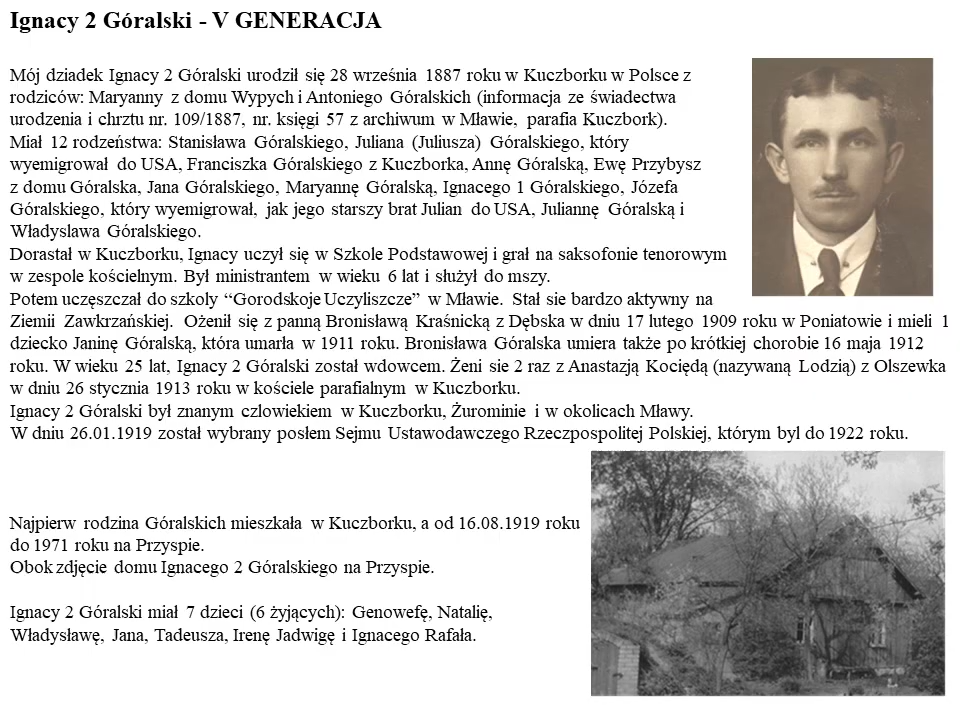 Ignacy 2 Góralski - V GENERACJA
Mój dziadek Ignacy 2 Góralski urodził się 28 września 1887 roku w Kuczborku w Polsce z
rodziców: Maryanny z domu Wypych i Antoniego Góralskich (informacja ze świadectwa
urodzenia i chrztu nr. 109/1887, nr. księgi 57 z archiwum w Mławie, parafia Kuczbork).
Miał 12 rodzeństwa: Stanisława Góralskiego, Juliana (Juliusza) Góralskiego, który
wyemigrował do USA, Franciszka Góralskiego z Kuczborka, Annę Góralską, Ewę Przybysz
z domu Góralska, Jana Góralskiego, Maryannę Góralską, Ignacego 1 Góralskiego, Józefa
Góralskiego, który wyemigrował, jak jego starszy brat Julian do USA, Juliannę Góralską i
Władyslawa Góralskiego.
Dorastał w Kuczborku, Ignacy uczył się w Szkole Podstawowej i grał na saksofonie tenorowym
w zespole kościelnym. Był ministrantem w wieku 6 lat i służył do mszy.
Potem uczęszczał do szkoly “Gorodskoje Uczyliszcze” w Mławie. Stał sie bardzo aktywny na
Ziemii Zawkrzańskiej. Ożenił się z panną Bronisławą Kraśnicką z Dębska w dniu 17 lutego 1909 roku w Poniatowie i mieli 1
dziecko Janinę Góralską, która umarła w 1911 roku. Bronisława Góralska umiera także po krótkiej chorobie 16 maja 1912
roku. W wieku 25 lat, Ignacy 2 Góralski został wdowcem. Żeni sie 2 raz z Anastazją Kociędą (nazywaną Lodzią) z Olszewka
w dniu 26 stycznia 1913 roku w kościele parafialnym w Kuczborku.
Ignacy 2 Góralski był znanym czlowiekiem w Kuczborku, Żurominie i w okolicach Mławy.
W dniu 26.01.1919 został wybrany posłem Sejmu Ustawodawczego Rzeczpospolitej Polskiej, którym byl do 1922 roku.
Najpierw rodzina Góralskich mieszkała w Kuczborku, a od 16.08.1919 roku
do 1971 roku na Przyspie.
Obok zdjęcie domu Ignacego 2 Góralskiego na Przyspie.
Ignacy 2 Góralski miał 7 dzieci (6 żyjących): Genowefę, Natalię,
Władysławę, Jana, Tadeusza, Irenę Jadwigę i Ignacego Rafała.